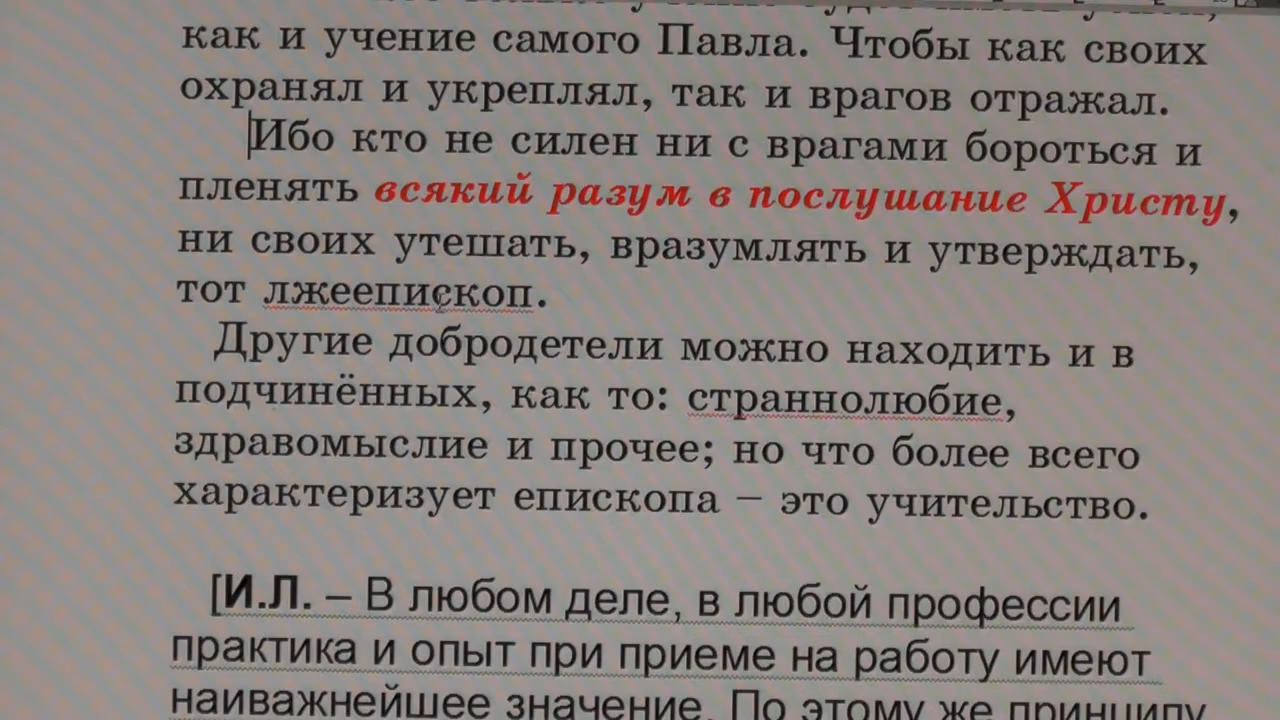 как и учение самого Павла. Чтобы как своих
охранял и укреплял, так и врагов отражал.
Ибо кто не силен ни с врагами бороться и
пленять всякий разум в послушание Христу,
ни своих утешать, вразумлять и утверждать,
тот лжеепископ.
Другие добродетели можно находить и в
подчинённых, как то: страннолюбие,
здравомыслие и прочее; но что более всего
характеризует епископа – это учительство.
[И.Л. – В любом деле, в любой профессии
практика и опыт при приеме на работу имеют
наиважнейшее значение. По этому же принципу